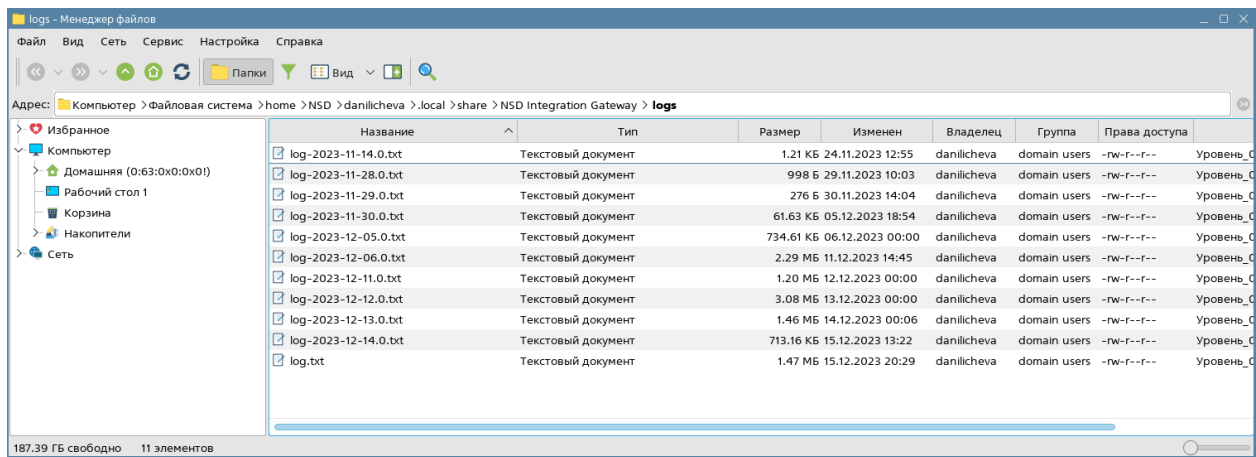 logs - Менеджер файлов
Файл Вид Сеть Сервис Настройка Справка
Папки Вид
Адрес: Компьютер >Файловая система >home >NSD >danilicheva >.local >share >NSD Integration Gateway > logs
Избранное
Компьютер
Домашняя (0:63:0x0:0x0!)
Рабочий стол 1
Корзина
Накопители
Сеть
Название Тип Размер Изменен Владелец Группа Права доступа
log-2023-11-14.0.txt Текстовый документ 1.21 КБ 24.11.2023 12:55 danilicheva domain users -rw-r--r-- Уровень_0
log-2023-11-28.0.txt Текстовый документ 998 Б 29.11.2023 10:03 danilicheva domain users -rw-r--r-- Уровень_0
log-2023-11-29.0.txt Текстовый документ 276 Б 30.11.2023 14:04 danilicheva domain users -rw-r--r-- Уровень_0
log-2023-11-30.0.txt Текстовый документ 61.63 КБ 05.12.2023 18:54 danilicheva domain users -rw-r--r-- Уровень_0
log-2023-12-05.0.txt Текстовый документ 734.61 КБ 06.12.2023 00:00 danilicheva domain users -rw-r--r-- Уровень_0
log-2023-12-06.0.txt Текстовый документ 2.29 МБ 11.12.2023 14:45 danilicheva domain users -rw-r--r-- Уровень_0
log-2023-12-11.0.txt Текстовый документ 1.20 МБ 12.12.2023 00:00 danilicheva domain users -rw-r--r-- Уровень_0
log-2023-12-12.0.txt Текстовый документ 3.08 МБ 13.12.2023 00:00 danilicheva domain users -rw-r--r-- Уровень_0
log-2023-12-13.0.txt Текстовый документ 1.46 МБ 14.12.2023 00:06 danilicheva domain users -rw-r--r-- Уровень_0
log-2023-12-14.0.txt Текстовый документ 713.16 КБ 15.12.2023 13:22 danilicheva domain users -rw-r--r-- Уровень_0
log.txt Текстовый документ 1.47 МБ 15.12.2023 20:29 danilicheva domain users -rw-r--r-- Уровень_0
187.39 ГБ свободно 11 элементов